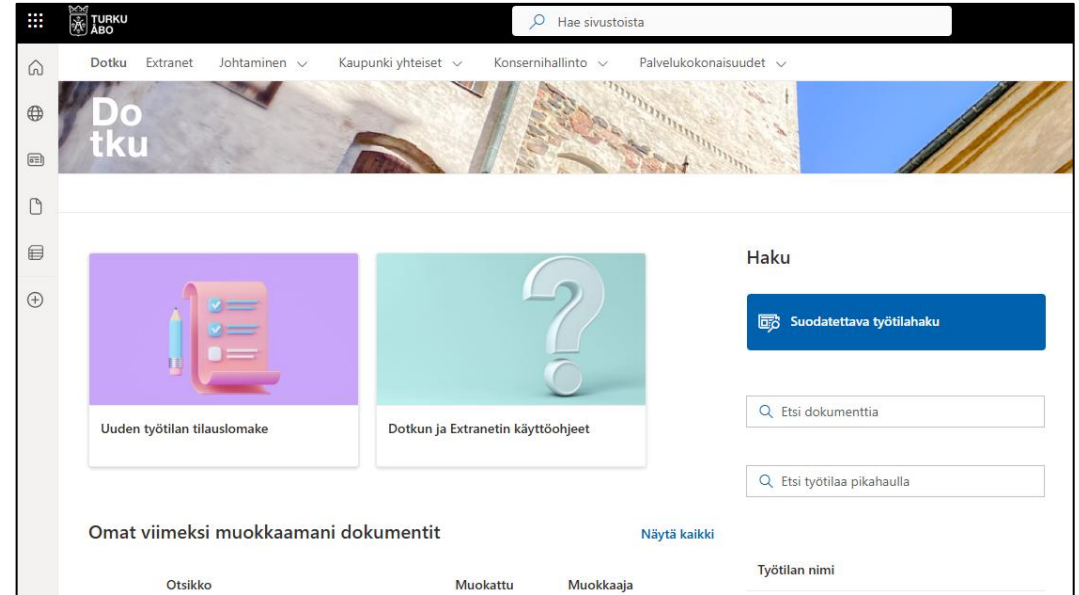 TURKU
ÅBO
Hae sivustoista
Dotku Extranet Johtaminen Kaupunki yhteiset Konsernihallinto Palvelukokonaisuudet
Do
tku
Haku
Suodatettava työtilahaku
Etsi dokumenttia
Uuden työtilan tilauslomake
Dotkun ja Extranetin käyttöohjeet
Etsi työtilaa pikahaulla
Omat viimeksi muokkaamani dokumentit
Näytä kaikki
Työtilan nimi
Otsikko Muokattu Muokkaaja